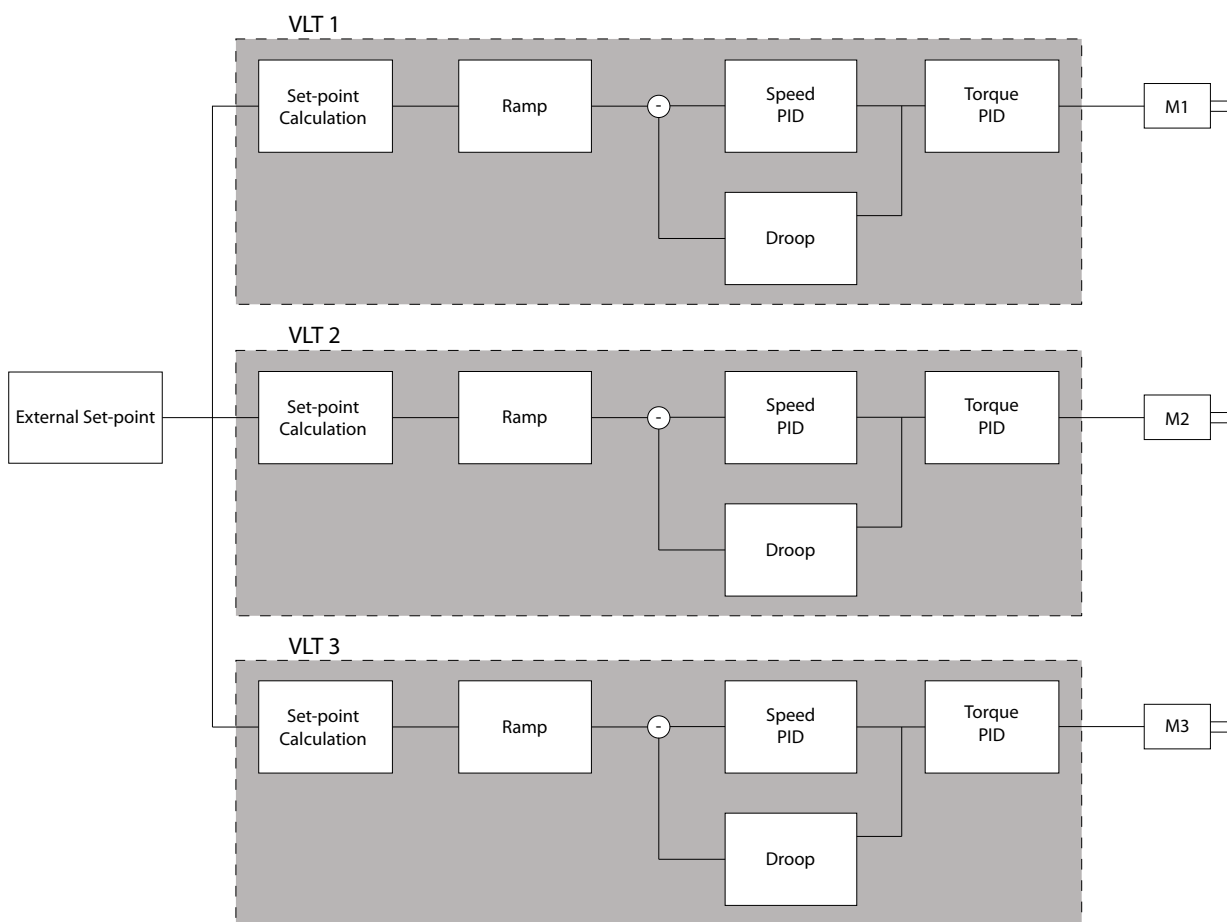 VLT 1
Set-point
Calculation
Ramp
-
Speed
PID
Torque
PID
M1
Droop
VLT 2
External Set-point
Set-point
Calculation
Ramp
-
Speed
PID
Torque
PID
M2
Droop
VLT 3
Set-point
Calculation
Ramp
-
Speed
PID
Torque
PID
M3
Droop